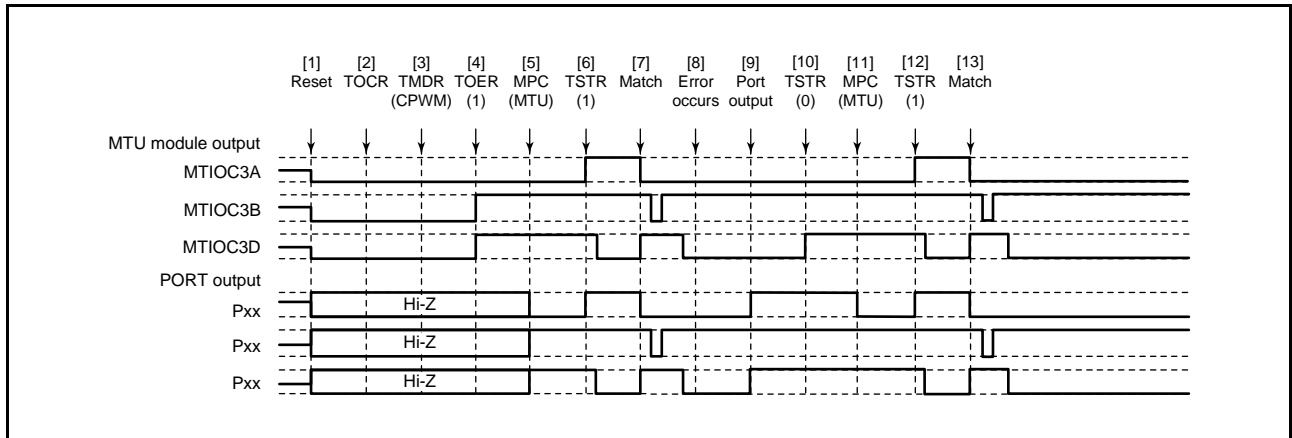 [1] [2] [3] [4] [5] [6] [7] [8] [9] [10] [11] [12] [13]
Reset TOCR TMDR TOER MPC TSTR Match Error Port TSTR MPC TSTR Match
(CPWM) (1) (MTU) (1) occurs output (0) (MTU) (1)
MTU module output
MTIOC3A
MTIOC3B
MTIOC3D
PORT output
Pxx Hi-Z
Pxx Hi-Z
Pxx Hi-Z